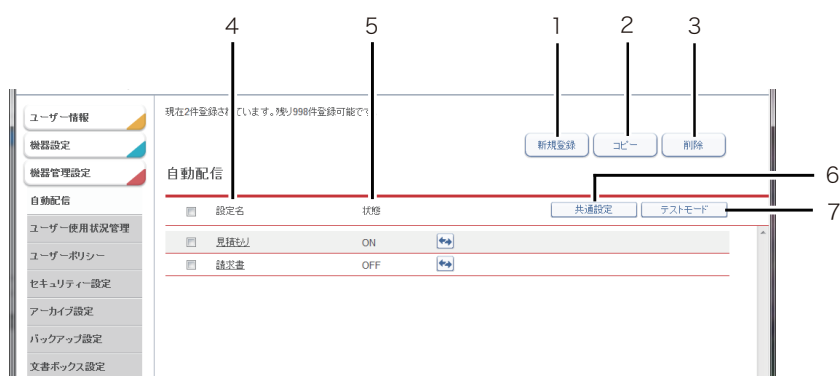 4 5 1 2 3
現在2件登録されています。残り998件登録可能です
ユーザー情報
機器設定
機器管理設定
自動配信
ユーザー使用状況管理
ユーザーポリシー
セキュリティー設定
アーカイブ設定
バックアップ設定
文書ボックス設定
新規登録 コピー 削除
自動配信
6
設定名 状態 共通設定 テストモード 7
見積もり ON
請求書 OFF